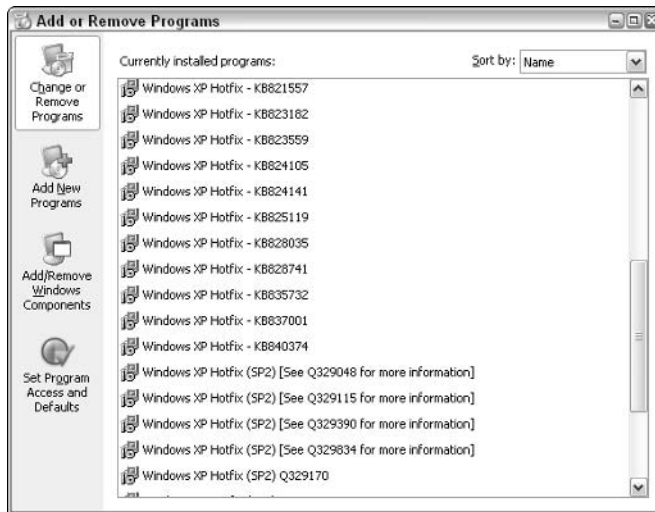 Add or Remove Programs
Change or
Remove
Programs
Add New
Programs
Add/Remove
Windows
Components
Set Program
Access and
Defaults
Currently installed programs:
Sort by: Name
Windows XP Hotfix - KB821557
Windows XP Hotfix - KB823182
Windows XP Hotfix - KB823559
Windows XP Hotfix - KB824105
Windows XP Hotfix - KB824141
Windows XP Hotfix - KB825119
Windows XP Hotfix - KB828035
Windows XP Hotfix - KB828741
Windows XP Hotfix - KB835732
Windows XP Hotfix - KB837001
Windows XP Hotfix - KB840374
Windows XP Hotfix (SP2) [See Q329048 for more information]
Windows XP Hotfix (SP2) [See Q329115 for more information]
Windows XP Hotfix (SP2) [See Q329390 for more information]
Windows XP Hotfix (SP2) [See Q329834 for more information]
Windows XP Hotfix (SP2) Q329170